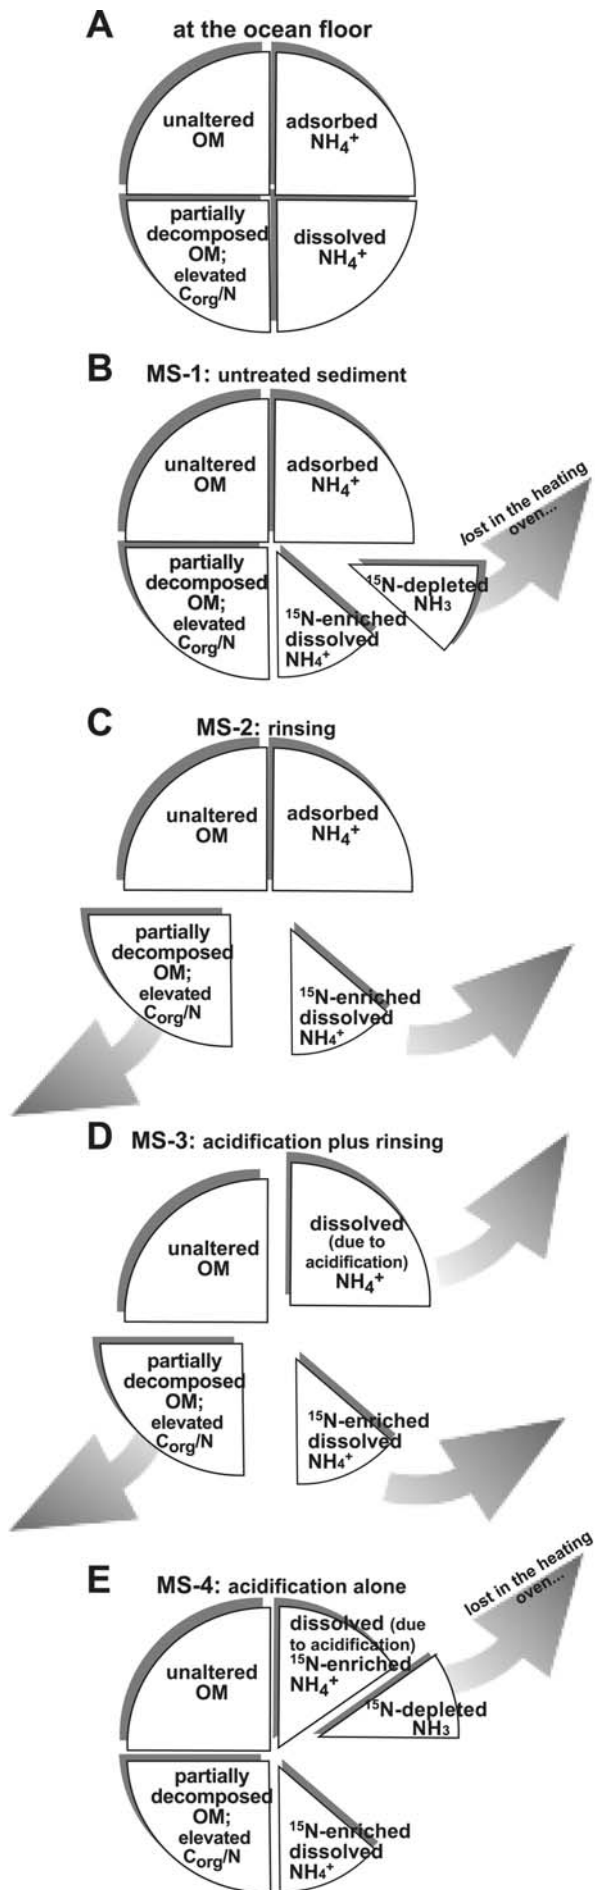 A
at the ocean floor
unaltered
OM
adsorbed
NH4+
partially
decomposed
OM;
elevated
Corg/N
dissolved
NH4+
B
MS-1: untreated sediment
unaltered
OM
adsorbed
NH4+
lost in the heating
oven...
partially
decomposed
OM;
elevated
Corg/N
15N-enriched
dissolved
NH4+
15N-depleted
NH3
C
MS-2: rinsing
unaltered
OM
adsorbed
NH4+
partially
decomposed
OM;
elevated
Corg/N
15N-enriched
dissolved
NH4+
D
MS-3: acidification plus rinsing
unaltered
OM
dissolved
(due to
acidification)
NH4+
partially
decomposed
OM;
elevated
Corg/N
15N-enriched
dissolved
NH4+
E
MS-4: acidification alone
lost in the heating
oven...
unaltered
OM
dissolved (due
to acidification)
15N-enriched
NH4+
15N-depleted
NH3
partially
decomposed
OM;
elevated
Corg/N
15N-enriched
dissolved
NH4+